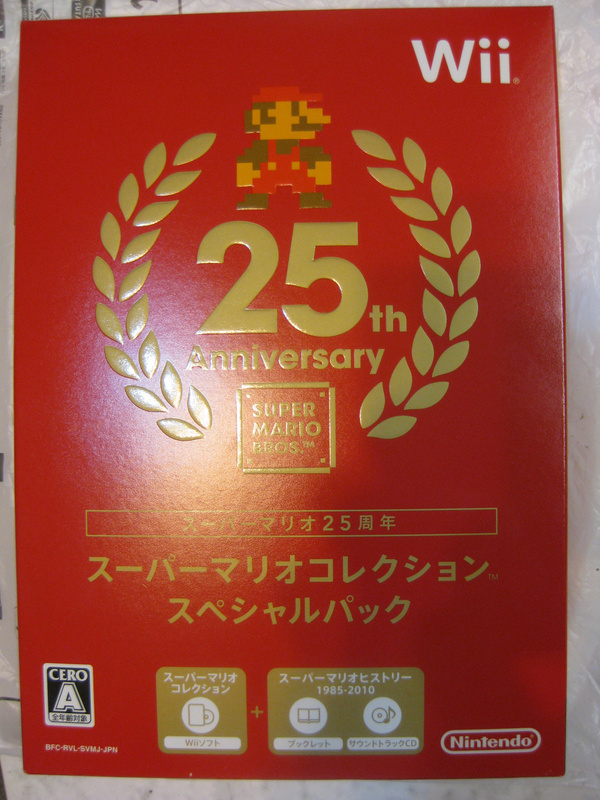 Wii
25th
Anniversary
SUPER
MARIO
BROS.™
スーパーマリオ25周年
スーパーマリオコレクション™
スペシャルパック
CERO
A
全年齢対象
スーパーマリオ
コレクション
Wiiソフト
+
スーパーマリオヒストリー
1985-2010
ブックレット
サウンドトラックCD
BFC-RVL-SVMJ-JPN
Nintendo